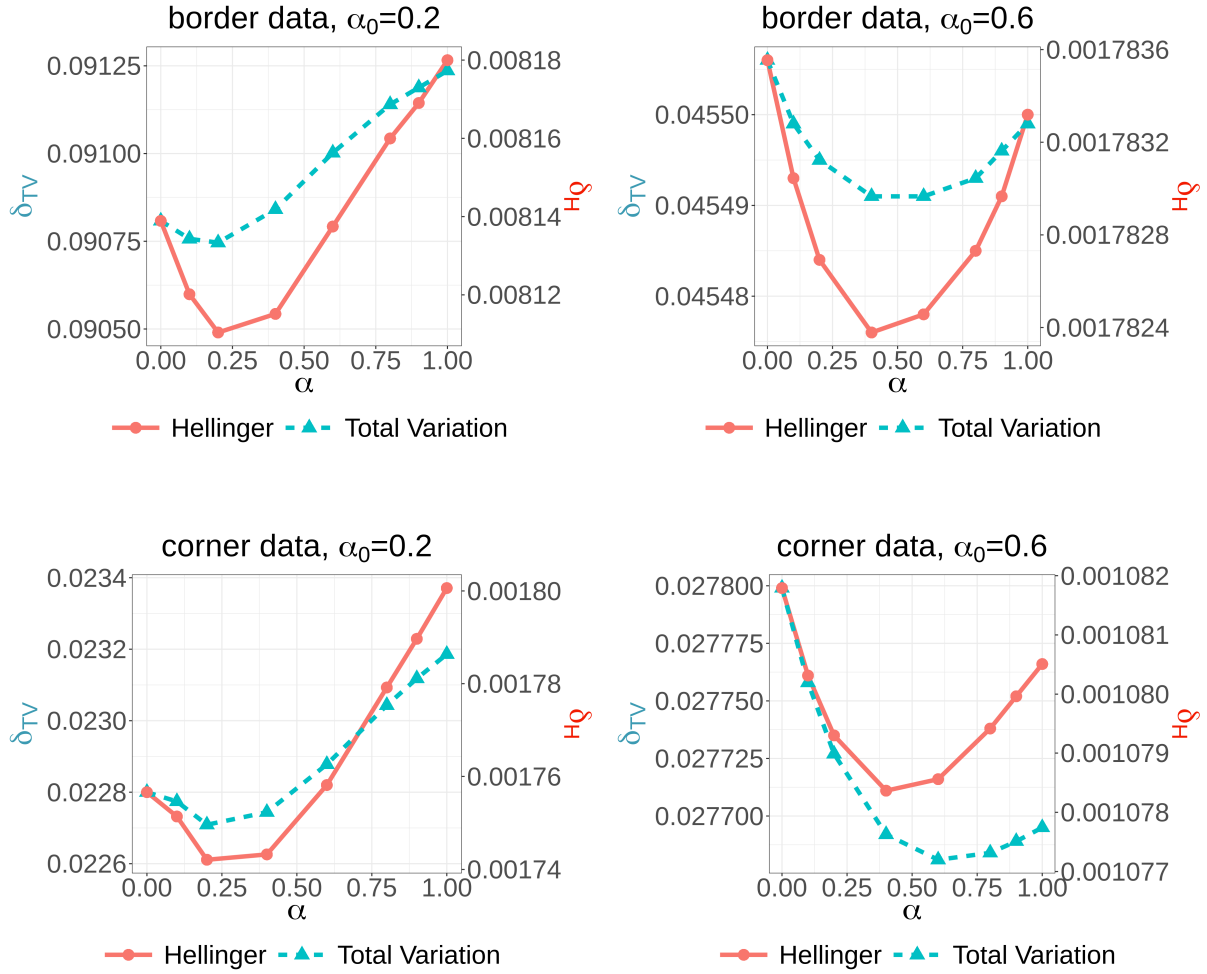 border data, α₀=0.2
0.09125
0.09100
0.09075
0.09050
δTV
0.00818
0.00816
0.00814
0.00812
δH
0.00 0.25 0.50 0.75 1.00
α
Hellinger Total Variation
border data, α₀=0.6
0.04550
0.04549
0.04548
δTV
0.0017836
0.0017832
0.0017828
0.0017824
δH
0.00 0.25 0.50 0.75 1.00
α
Hellinger Total Variation
corner data, α₀=0.2
0.0234
0.0232
0.0230
0.0228
0.0226
δTV
0.00180
0.00178
0.00176
0.00174
δH
0.00 0.25 0.50 0.75 1.00
α
Hellinger Total Variation
corner data, α₀=0.6
0.027800
0.027775
0.027750
0.027725
0.027700
δTV
0.001082
0.001081
0.001080
0.001079
0.001078
0.001077
δH
0.00 0.25 0.50 0.75 1.00
α
Hellinger Total Variation